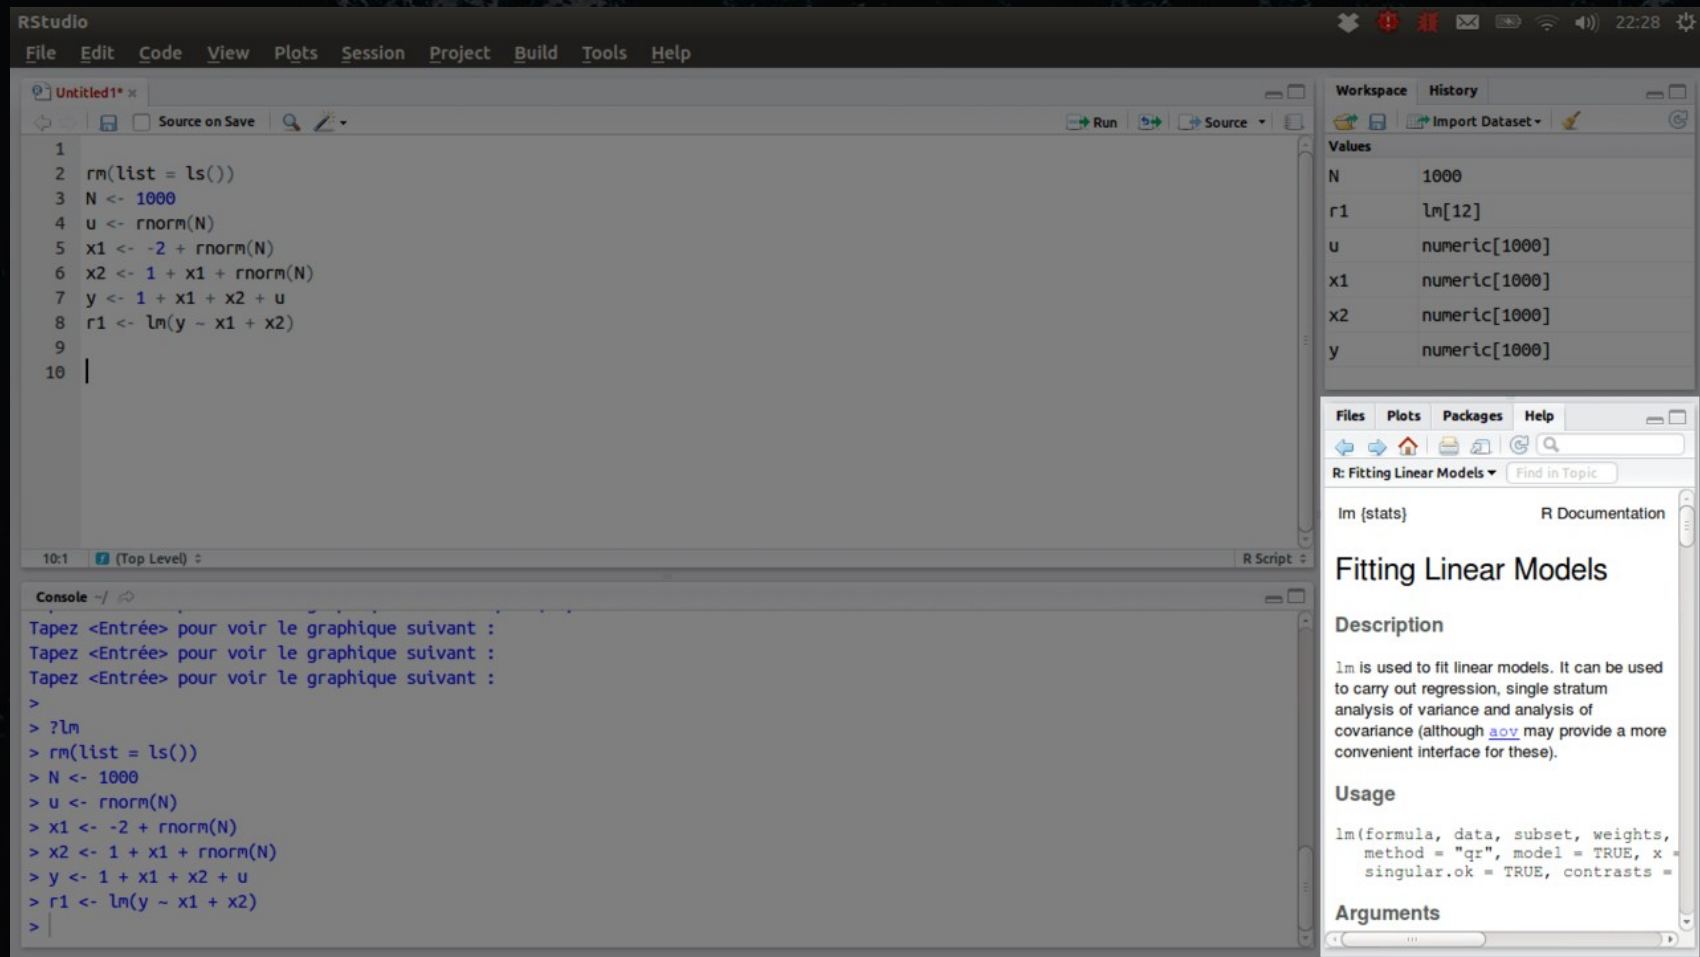 RStudio
22:28
File Edit Code View Plots Session Project Build Tools Help
Untitled1*
Source on Save
Run
Source
1
2 rm(list = ls())
3 N <- 1000
4 u <- rnorm(N)
5 x1 <- -2 + rnorm(N)
6 x2 <- 1 + x1 + rnorm(N)
7 y <- 1 + x1 + x2 + u
8 r1 <- lm(y ~ x1 + x2)
9
10
10:1 (Top Level) R Script
Console ~/
Tapez <Entrée> pour voir le graphique suivant :
Tapez <Entrée> pour voir le graphique suivant :
Tapez <Entrée> pour voir le graphique suivant :
>
> ?lm
> rm(list = ls())
> N <- 1000
> u <- rnorm(N)
> x1 <- -2 + rnorm(N)
> x2 <- 1 + x1 + rnorm(N)
> y <- 1 + x1 + x2 + u
> r1 <- lm(y ~ x1 + x2)
>
Workspace History
Import Dataset
Values
N 1000
r1 lm[12]
u numeric[1000]
x1 numeric[1000]
x2 numeric[1000]
y numeric[1000]
Files Plots Packages Help
R: Fitting Linear Models Find in Topic
lm {stats} R Documentation
Fitting Linear Models
Description
lm is used to fit linear models. It can be used
to carry out regression, single stratum
analysis of variance and analysis of
covariance (although aov may provide a more
convenient interface for these).
Usage
lm(formula, data, subset, weights,
method = "qr", model = TRUE, x =
singular.ok = TRUE, contrasts =
Arguments